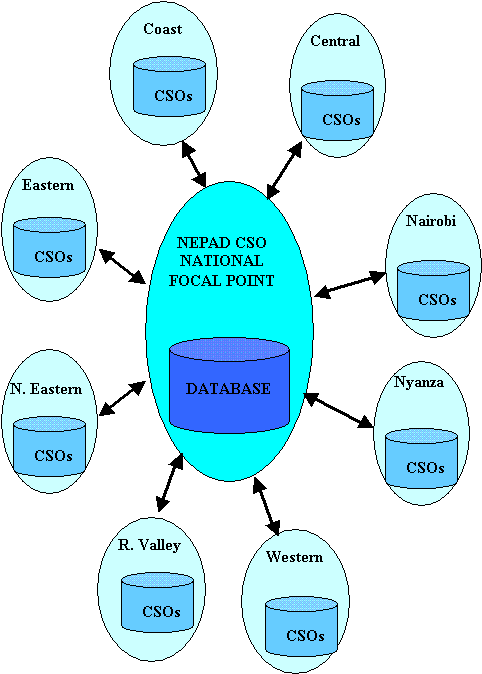 Coast
CSOs
Central
CSOs
Eastern
CSOs
NEPAD CSO
NATIONAL
FOCAL POINT
DATABASE
Nairobi
CSOs
N. Eastern
CSOs
Nyanza
CSOs
R. Valley
CSOs
Western
CSOs